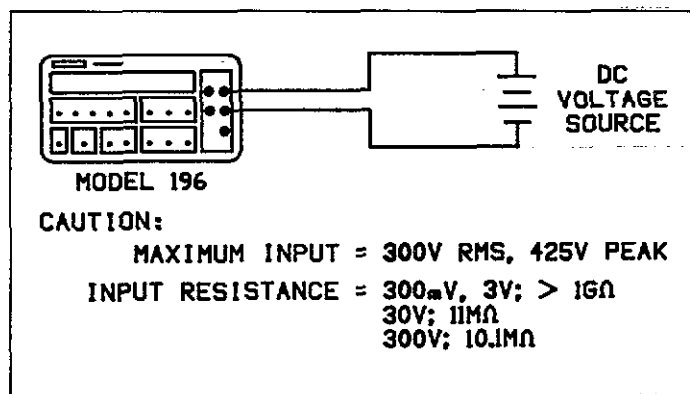 DC
VOLTAGE
SOURCE
MODEL 196
CAUTION:
MAXIMUM INPUT = 300V RMS, 425V PEAK
INPUT RESISTANCE = 300mV, 3V; > 1GΩ
30V; 11MΩ
300V; 10.1MΩ